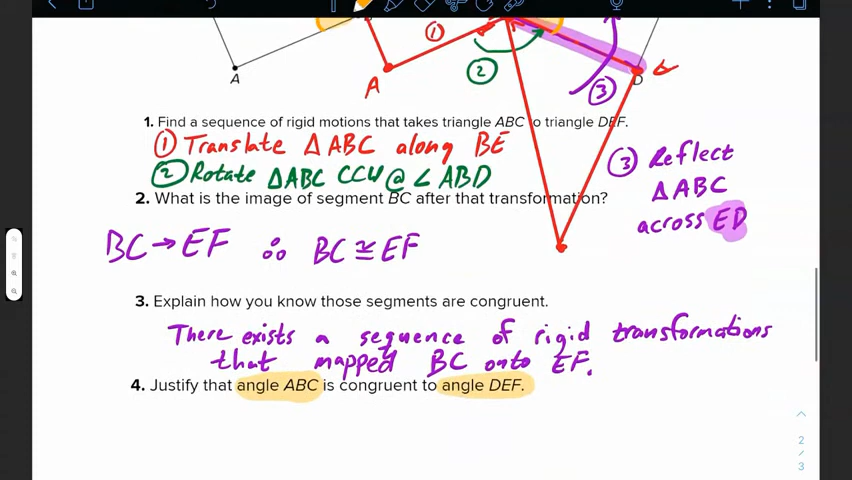 ①
A
A
②
③
D
1. Find a sequence of rigid motions that takes triangle ABC to triangle DEF.
① Translate △ABC along BE
② Rotate △ABC CCW @ ∠ABD
③ Reflect
△ABC
across ED
2. What is the image of segment BC after that transformation?
BC → EF ∴ BC ≅ EF
3. Explain how you know those segments are congruent.
There exists a sequence of rigid transformations
that mapped BC onto EF.
4. Justify that angle ABC is congruent to angle DEF.
2
/
3